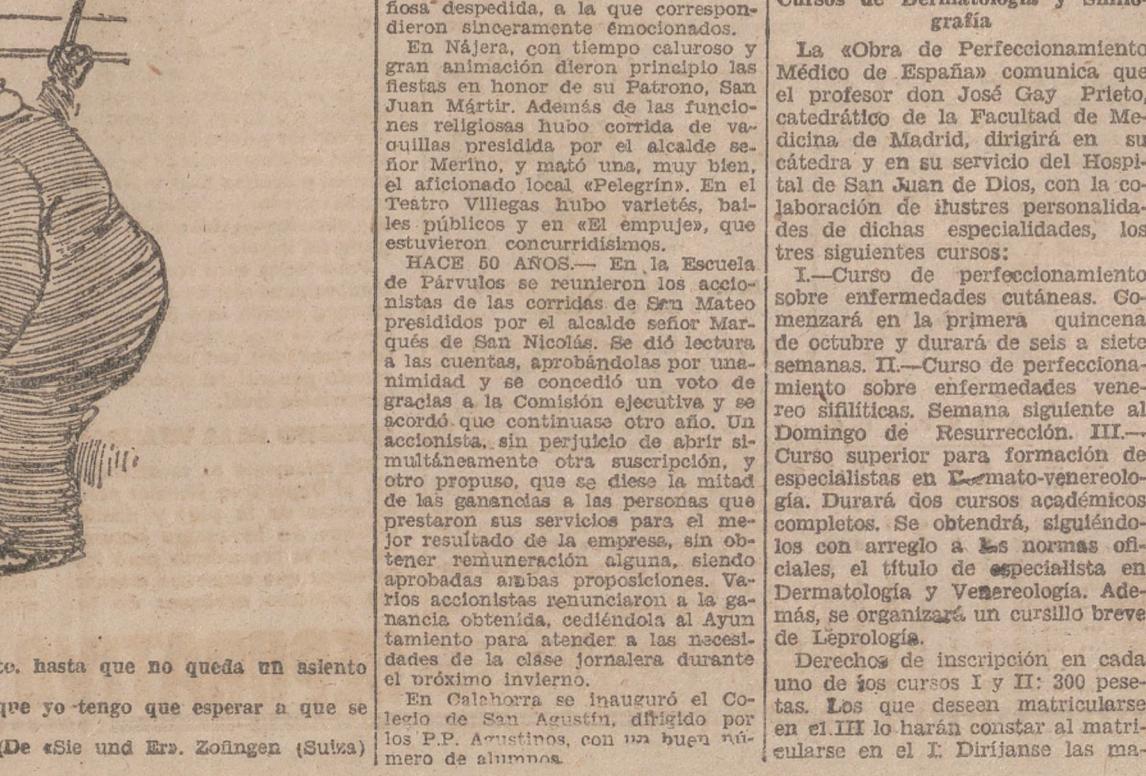 te. hasta que no queda un asiento
que yo tengo que esperar a que se
(De «Sie und Er». Zofingen (Suiza)
ñosa despedida, a la que correspon-
dieron sinceramente émocionados.
En Nájera, con tiempo caluroso y
gran animación dieron principio las
fiestas en honor de su Patrono, San
Juan Mártir. Además de las funcio-
nes religiosas hubo corrida de va-
quillas presidida por el alcalde se-
ñor Merino, y mató una, muy bien,
el aficionado local «Pelegrín». En el
Teatro Villegas hubo varietés, bai-
les públicos y en «El empuje», que
estuvieron concurridísimos.
HACE 50 AÑOS.— En la Escuela
de Párvulos se reunieron los accio-
nistas de las corridas de San Mateo
presididos por el alcalde señor Mar-
qués de San Nicolás. Se dió lectura
a las cuentas, aprobándolas por una-
nimidad y se concedió un voto de
gracias a la Comisión ejecutiva y se
acordó que continuase otro año. Un
accionista, sin perjuicio de abrir si-
multáneamente otra suscripción, y
otro propuso, que se diese la mitad
de las ganancias a las personas que
prestaron sus servicios para el me-
jor resultado de la empresa, sin ob-
tener remuneración alguna, siendo
aprobadas ambas proposiciones. Va-
rios accionistas renunciaron a la ga-
nancia obtenida, cediéndola al Ayun
tamiento para atender a las necesi-
dades de la clase jornalera durante
el próximo invierno.
En Calahorra se inauguró el Co-
legio de San Agustín, dirigido por
los P.P. Agustinos, con un buen nú-
mero de alumnos.
Cursos de Dermatología y Sifilio-
grafía
La «Obra de Perfeccionamiento
Médico de España» comunica que
el profesor don José Gay Prieto,
catedrático de la Facultad de Me-
dicina de Madrid, dirigirá en su
cátedra y en su servicio del Hospi-
tal de San Juan de Dios, con la co-
laboración de ilustres personalida-
des de dichas especialidades, los
tres siguientes cursos:
I.—Curso de perfeccionamiento
sobre enfermedades cutáneas. Co-
menzará en la primera quincena
de octubre y durará de seis a siete
semanas. II.—Curso de perfecciona-
miento sobre enfermedades vene-
reo sifilíticas. Semana siguiente al
Domingo de Resurrección. III.—
Curso superior para formación de
especialistas en Dermato-venereolo-
gía. Durará dos cursos académicos
completos. Se obtendrá, siguiéndo-
los con arreglo a las normas ofi-
ciales, el título de especialista en
Dermatología y Venereología. Ade-
más, se organizará un cursillo breve
de Leprología.
Derechos de inscripción en cada
uno de los cursos I y II: 300 pese-
tas. Los que deseen matricularse
en el III lo harán constar al matri-
cularse en el I. Diríjanse las ma-